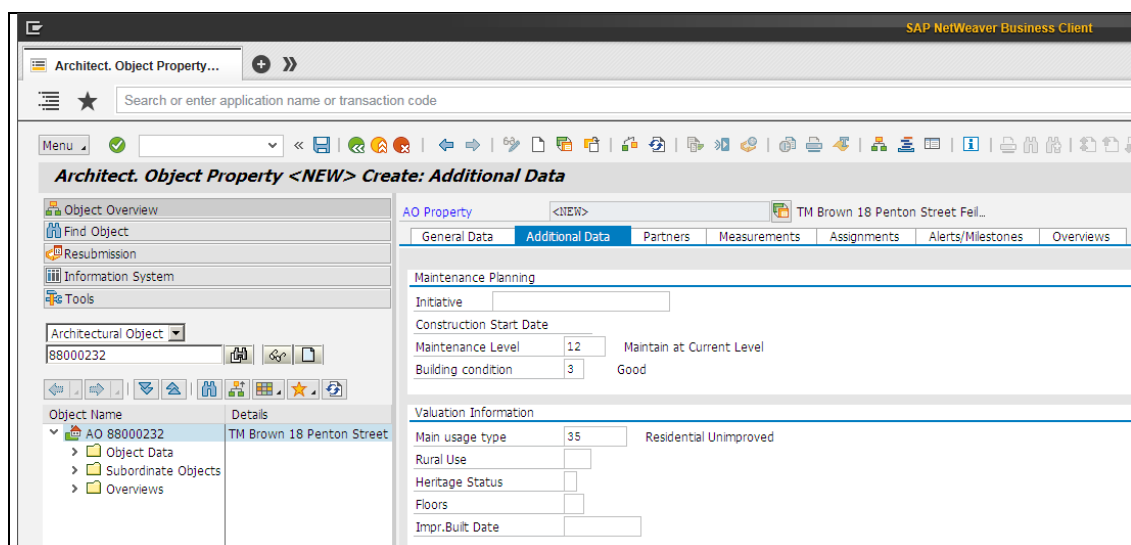 SAP NetWeaver Business Client
Architect. Object Property...
Search or enter application name or transaction code
Menu
Architect. Object Property <NEW> Create: Additional Data
Object Overview
Find Object
Resubmission
Information System
Tools
Architectural Object
88000232
Object Name Details
AO 88000232 TM Brown 18 Penton Street
Object Data
Subordinate Objects
Overviews
AO Property <NEW> TM Brown 18 Penton Street Feil...
General Data Additional Data Partners Measurements Assignments Alerts/Milestones Overviews
Maintenance Planning
Initiative
Construction Start Date
Maintenance Level 12 Maintain at Current Level
Building condition 3 Good
Valuation Information
Main usage type 35 Residential Unimproved
Rural Use
Heritage Status
Floors
Impr.Built Date